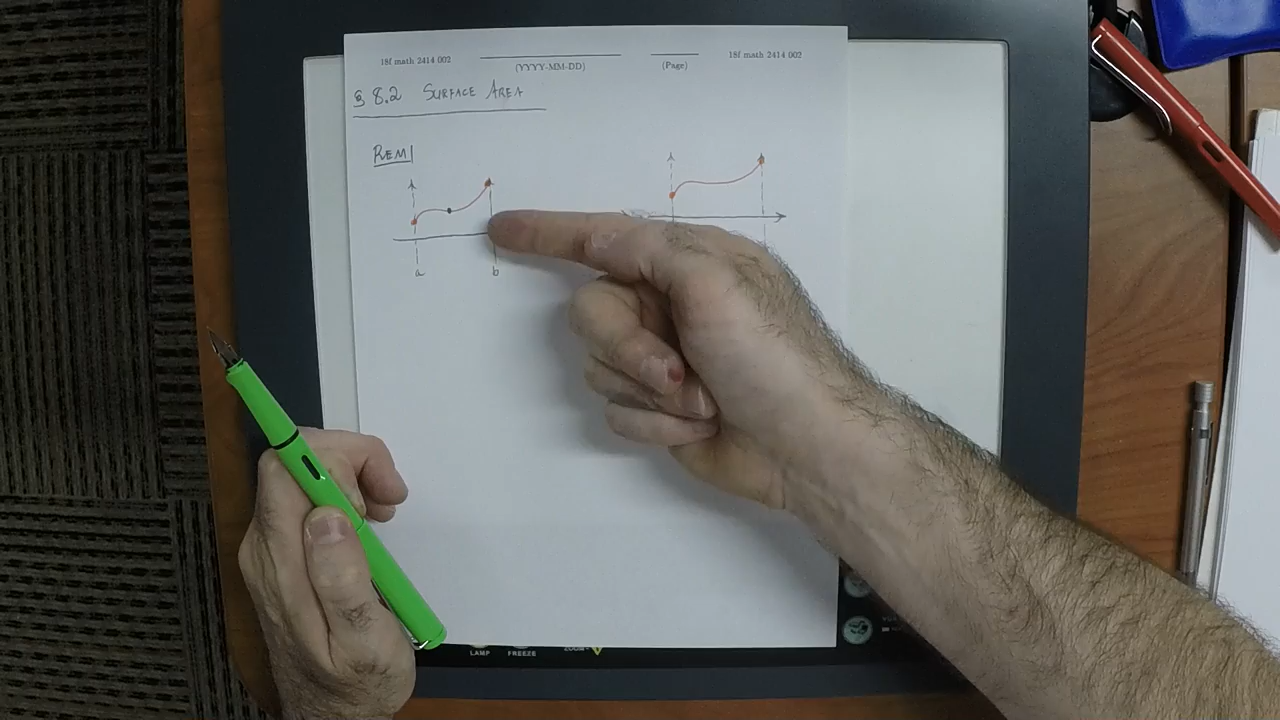 18f math 2414 002 (YYYY-MM-DD) (Page) 18f math 2414 002
§ 8.2 SURFACE AREA
REM
a b
LAMP FREEZE ZOOM